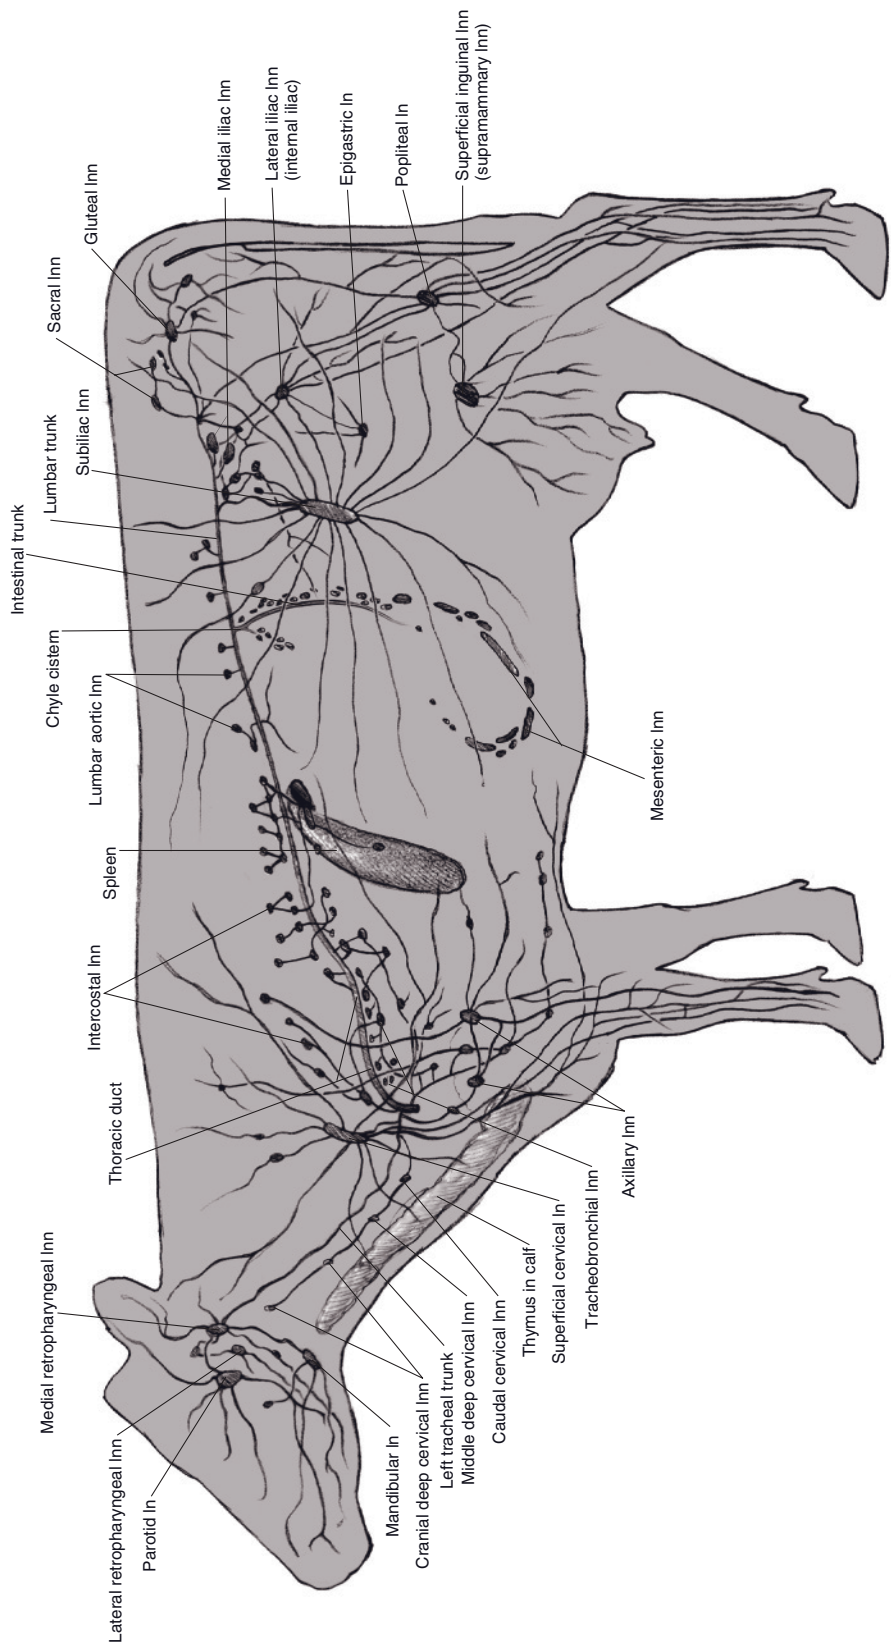 Medial retropharyngeal lnn
Lateral retropharyngeal lnn
Parotid ln
Thoracic duct
Intercostal lnn
Spleen
Lumbar aortic lnn
Chyle cistern
Intestinal trunk
Lumbar trunk
Subiliac lnn
Sacral lnn
Gluteal lnn
Medial iliac lnn
Lateral iliac lnn
(internal iliac)
Epigastric ln
Popliteal ln
Superficial inguinal lnn
(supramammary lnn)
Mesenteric lnn
Axillary lnn
Tracheobronchial lnn
Superficial cervical ln
Thymus in calf
Caudal cervical lnn
Middle deep cervical lnn
Left tracheal trunk
Cranial deep cervical lnn
Mandibular ln